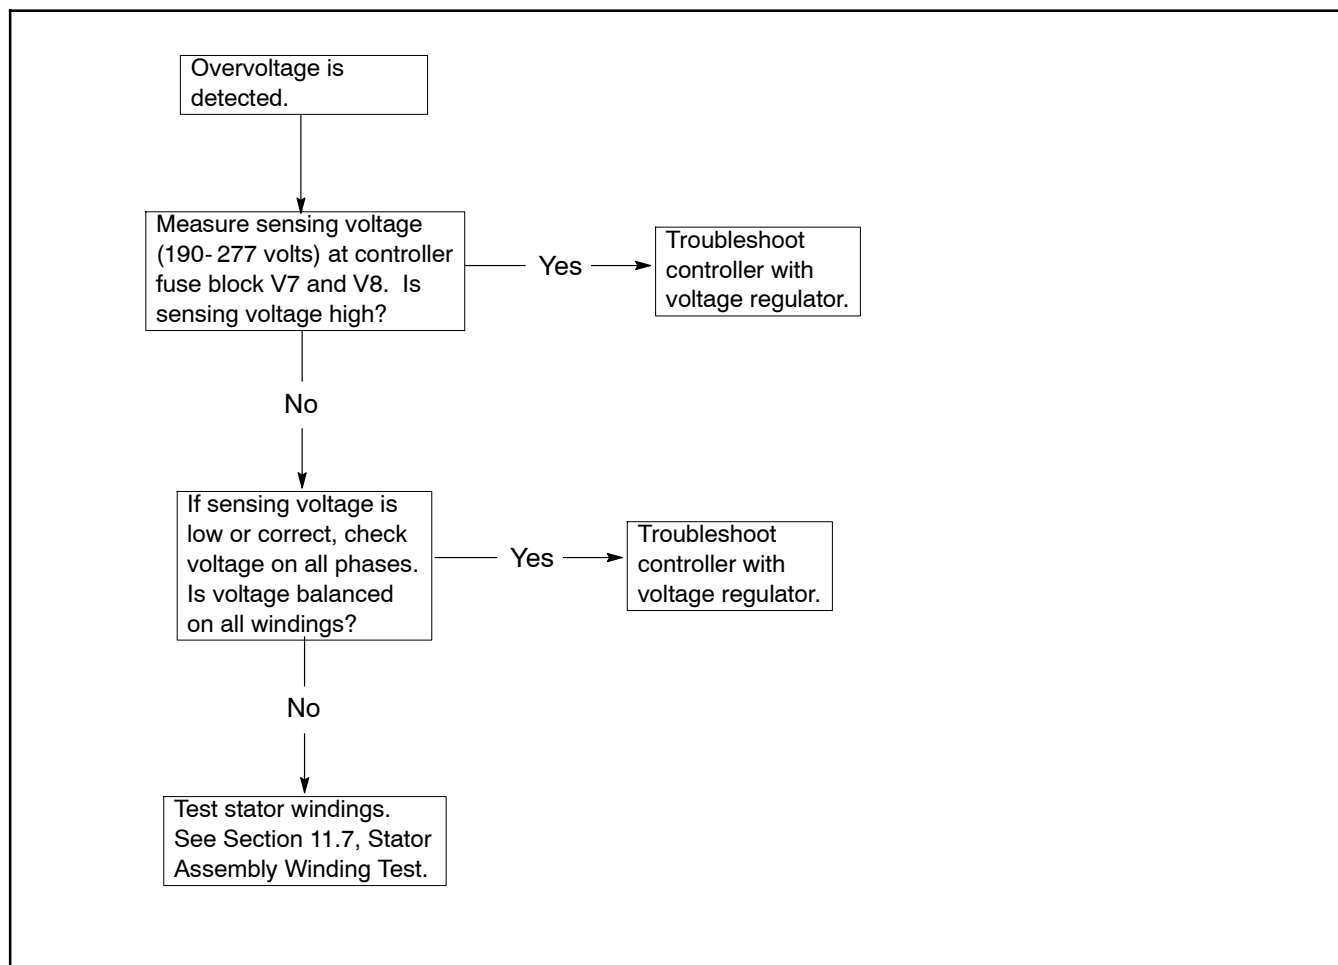 Overvoltage is
detected.
Measure sensing voltage
(190- 277 volts) at controller
fuse block V7 and V8.  Is
sensing voltage high?
Yes
Troubleshoot
controller with
voltage regulator.
No
If sensing voltage is
low or correct, check
voltage on all phases.
Is voltage balanced
on all windings?
Yes
Troubleshoot
controller with
voltage regulator.
No
Test stator windings.
See Section 11.7, Stator
Assembly Winding Test.